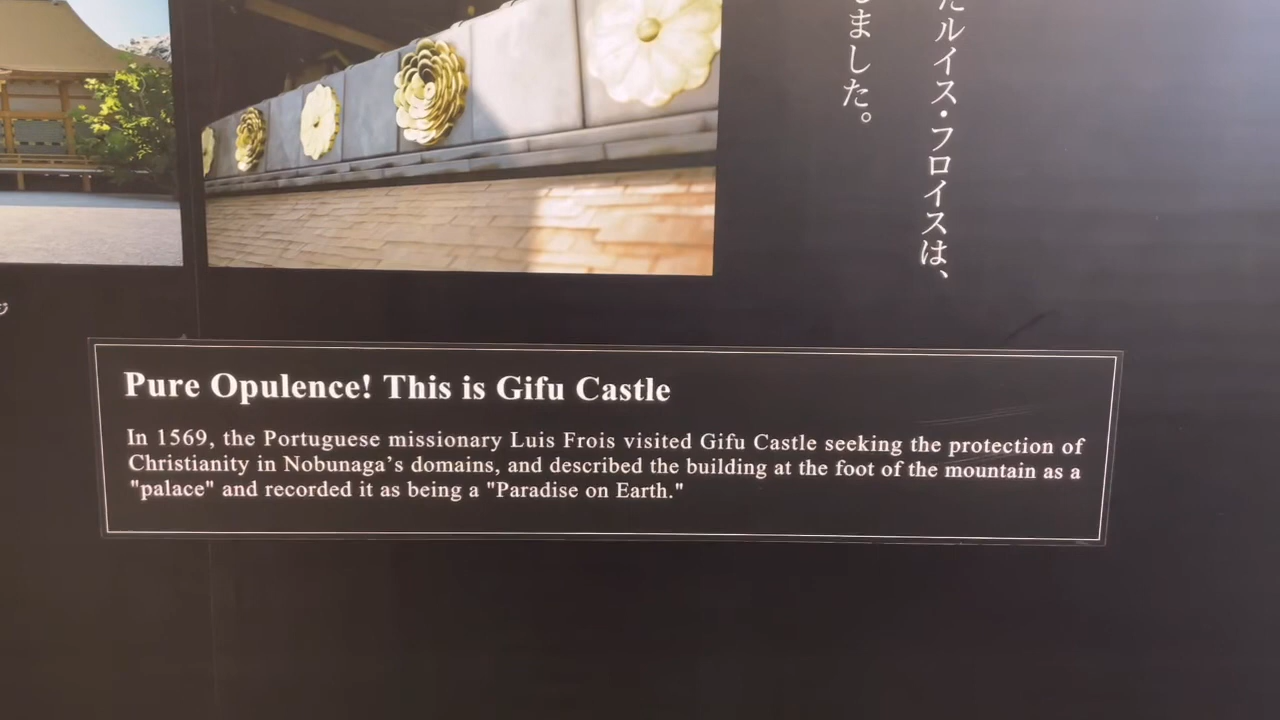 たルイス・フロイスは、
しました。
Pure Opulence! This is Gifu Castle
In 1569, the Portuguese missionary Luis Frois visited Gifu Castle seeking the protection of
Christianity in Nobunaga's domains, and described the building at the foot of the mountain as a
"palace" and recorded it as being a "Paradise on Earth."